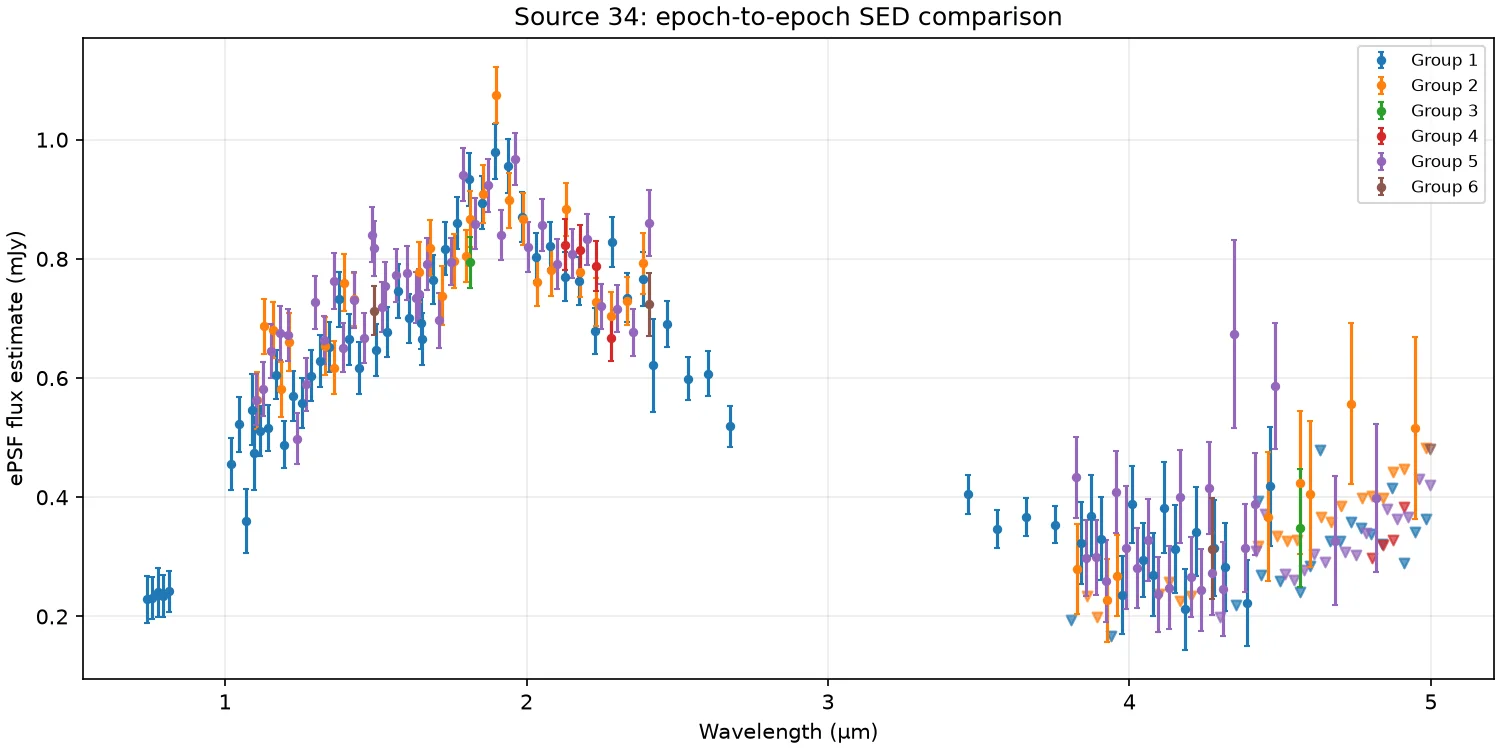 Source 34: epoch-to-epoch SED comparison
ePSF flux estimate (mJy)
1.0
0.8
0.6
0.4
0.2
Group 1
Group 2
Group 3
Group 4
Group 5
Group 6
1 2 3 4 5
Wavelength (μm)